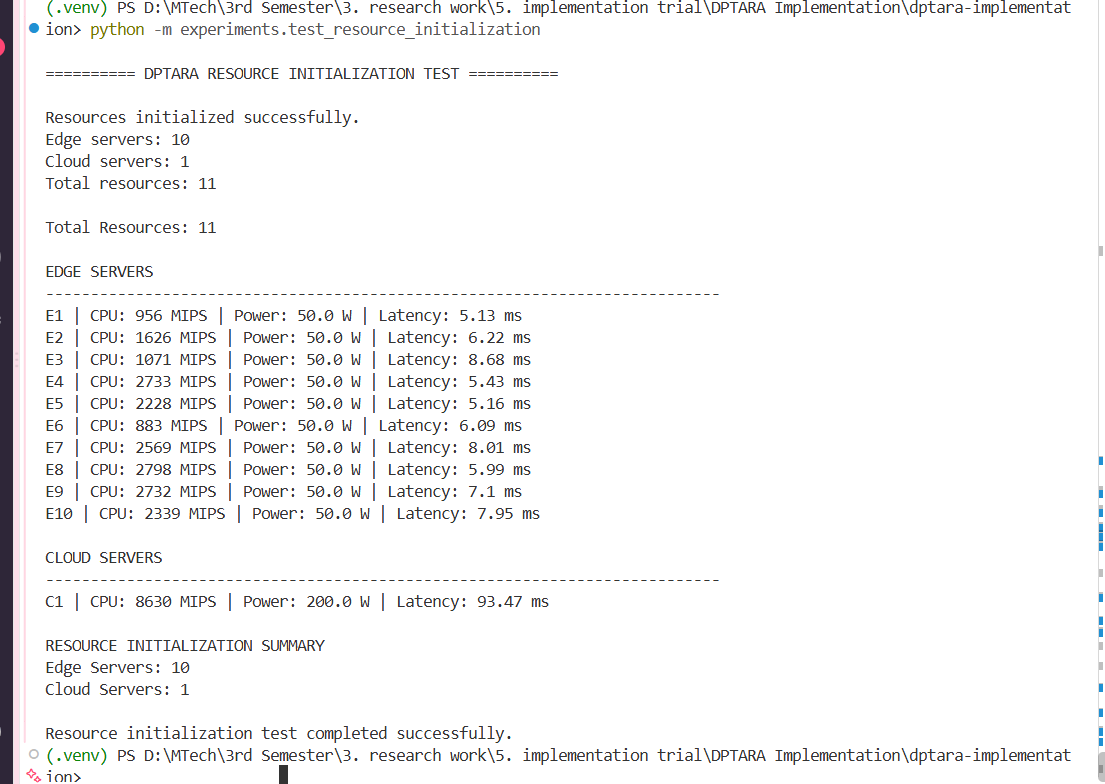 (.venv) PS D:\MTech\3rd Semester\3. research work\5. implementation trial\DPTARA Implementation\dptara-implementat
ion> python -m experiments.test_resource_initialization
========== DPTARA RESOURCE INITIALIZATION TEST ==========
Resources initialized successfully.
Edge servers: 10
Cloud servers: 1
Total resources: 11
Total Resources: 11
EDGE SERVERS
---------------------------------------------------------------------------
E1 | CPU: 956 MIPS | Power: 50.0 W | Latency: 5.13 ms
E2 | CPU: 1626 MIPS | Power: 50.0 W | Latency: 6.22 ms
E3 | CPU: 1071 MIPS | Power: 50.0 W | Latency: 8.68 ms
E4 | CPU: 2733 MIPS | Power: 50.0 W | Latency: 5.43 ms
E5 | CPU: 2228 MIPS | Power: 50.0 W | Latency: 5.16 ms
E6 | CPU: 883 MIPS | Power: 50.0 W | Latency: 6.09 ms
E7 | CPU: 2569 MIPS | Power: 50.0 W | Latency: 8.01 ms
E8 | CPU: 2798 MIPS | Power: 50.0 W | Latency: 5.99 ms
E9 | CPU: 2732 MIPS | Power: 50.0 W | Latency: 7.1 ms
E10 | CPU: 2339 MIPS | Power: 50.0 W | Latency: 7.95 ms
CLOUD SERVERS
---------------------------------------------------------------------------
C1 | CPU: 8630 MIPS | Power: 200.0 W | Latency: 93.47 ms
RESOURCE INITIALIZATION SUMMARY
Edge Servers: 10
Cloud Servers: 1
Resource initialization test completed successfully.
(.venv) PS D:\MTech\3rd Semester\3. research work\5. implementation trial\DPTARA Implementation\dptara-implementat
ion>